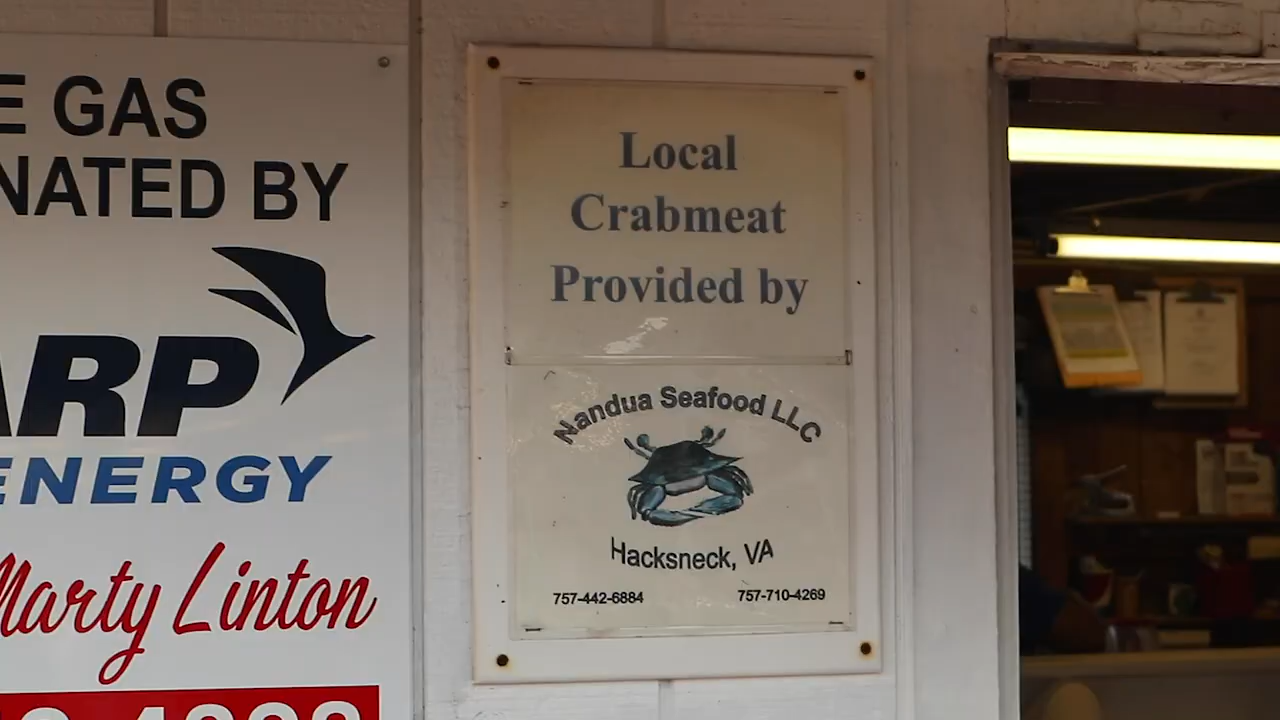 E GAS
NATED BY
ARP
ENERGY
Marty Linton
Local
Crabmeat
Provided by
Nandua Seafood LLC
Hacksneck, VA
757-442-6884
757-710-4269